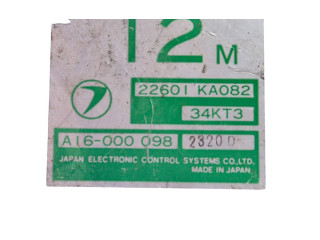 12M
22601 KA082
34KT3
A16-000 098 2320
JAPAN ELECTRONIC CONTROL SYSTEMS CO.,LTD.
MADE IN JAPAN